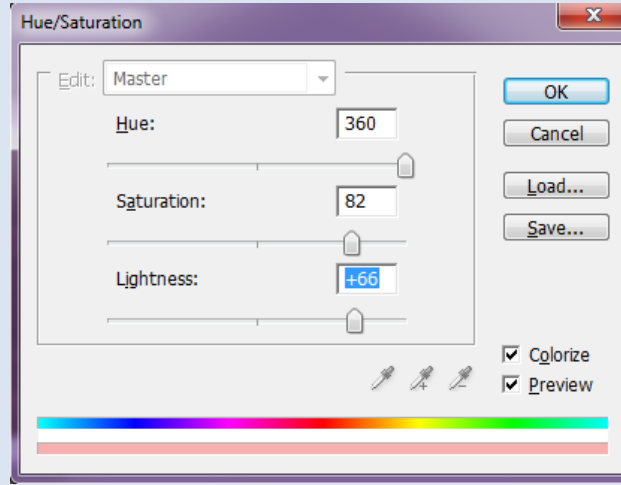 Hue/Saturation
Edit: Master
OK
Hue: 360
Cancel
Load...
Saturation: 82
Save...
Lightness: +66
Colorize
Preview